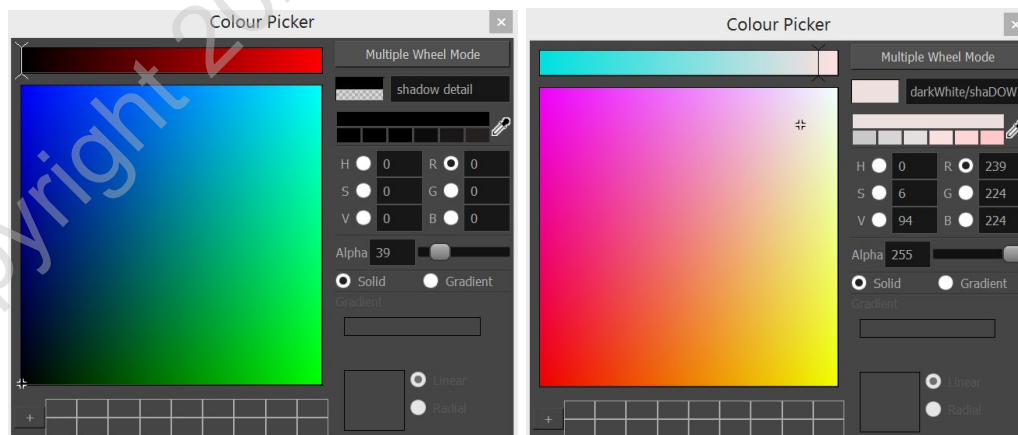 Colour Picker
Multiple Wheel Mode
shadow detail
H 0 R 0
S 0 G 0
V 0 B 0
Alpha 39
Solid Gradient
Gradient
Linear
+
Radial
Colour Picker
Multiple Wheel Mode
darkWhite/shaDOW
H 0 R 239
S 6 G 224
V 94 B 224
Alpha 255
Solid Gradient
Gradient
Linear
+
Radial